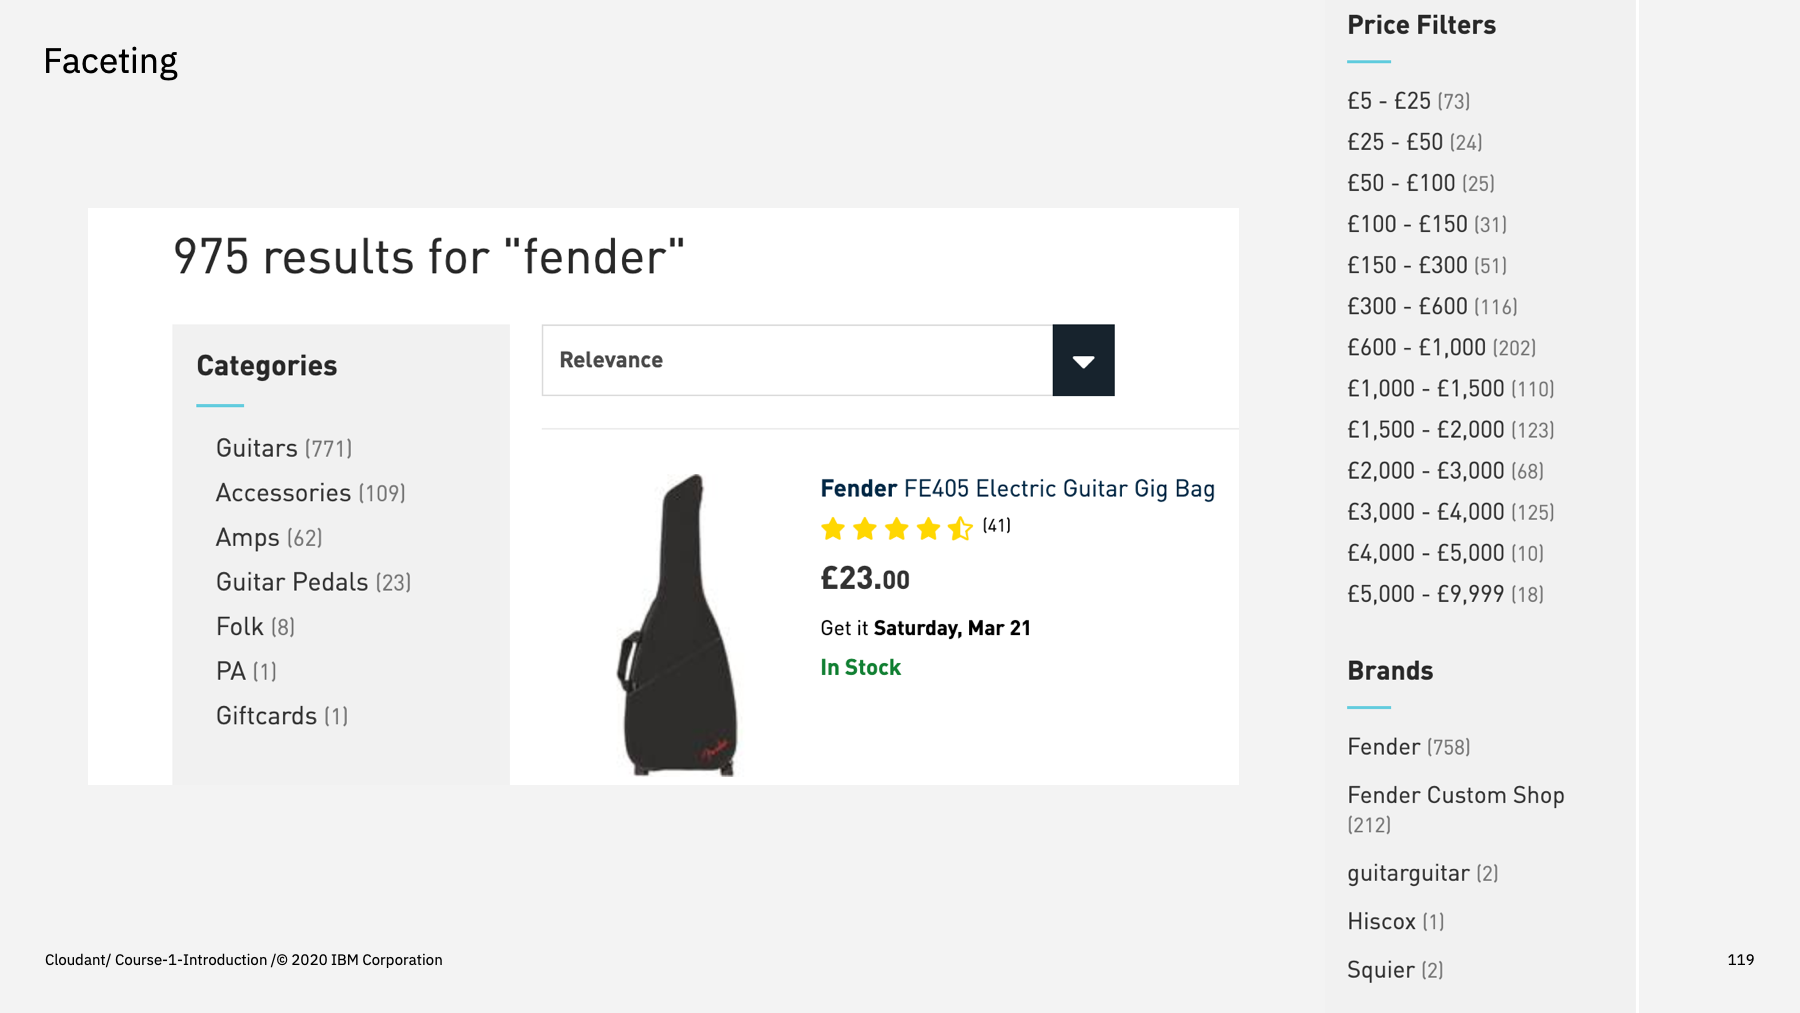 Faceting
975 results for "fender"
Categories
Guitars (771)
Accessories (109)
Amps (62)
Guitar Pedals (23)
Folk (8)
PA (1)
Giftcards (1)
Relevance
Fender FE405 Electric Guitar Gig Bag
(41)
£23.00
Get it Saturday, Mar 21
In Stock
Fender
Price Filters
£5 - £25 (73)
£25 - £50 (24)
£50 - £100 (25)
£100 - £150 (31)
£150 - £300 (51)
£300 - £600 (116)
£600 - £1,000 (202)
£1,000 - £1,500 (110)
£1,500 - £2,000 (123)
£2,000 - £3,000 (68)
£3,000 - £4,000 (125)
£4,000 - £5,000 (10)
£5,000 - £9,999 (18)
Brands
Fender (758)
Fender Custom Shop
(212)
guitarguitar (2)
Hiscox (1)
Squier (2)
Cloudant/ Course-1-Introduction /© 2020 IBM Corporation
119